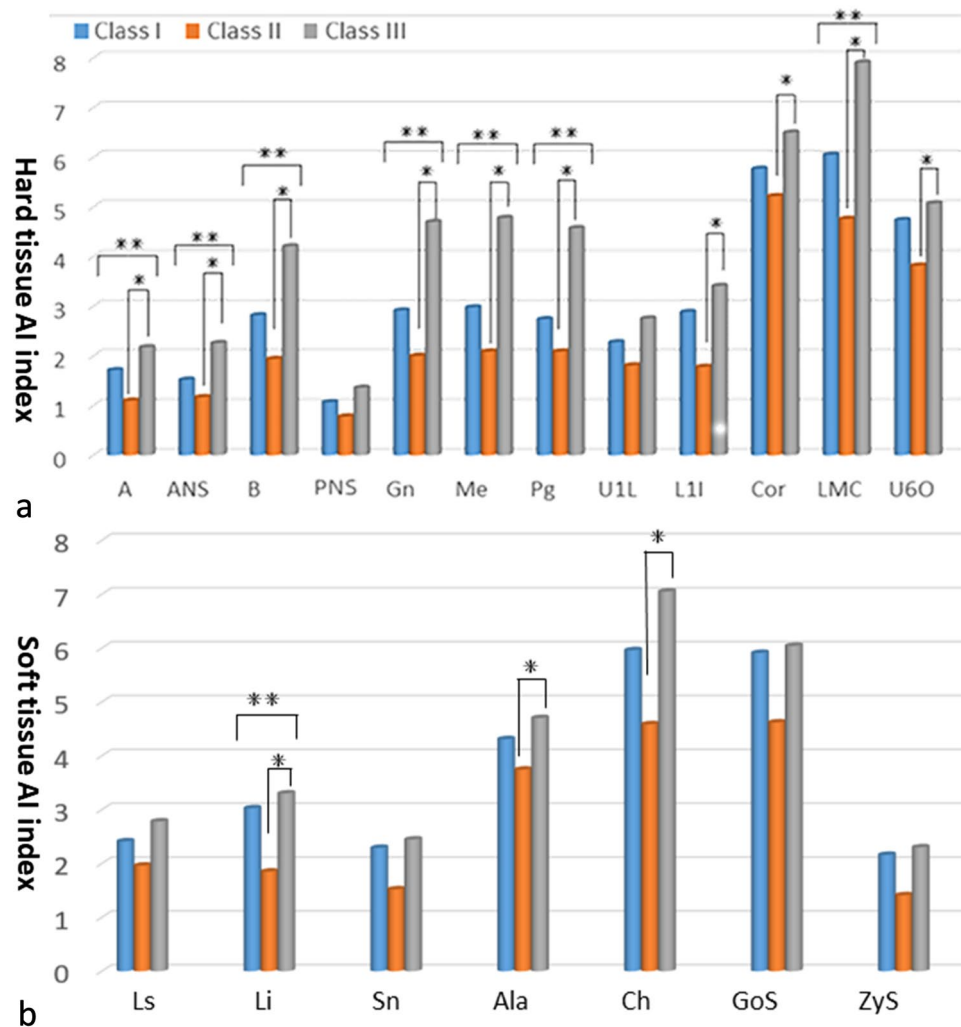 Class I Class II Class III
Hard tissue AI index
8
7
6
5
4
3
2
1
0
** * ** * ** * ** * ** * ** * * * ** * *
A ANS B PNS Gn Me Pg U1L L1I Cor LMC U6O
a
Soft tissue AI index
8
7
6
5
4
3
2
1
0
** * * *
Ls Li Sn Ala Ch GoS ZyS
b